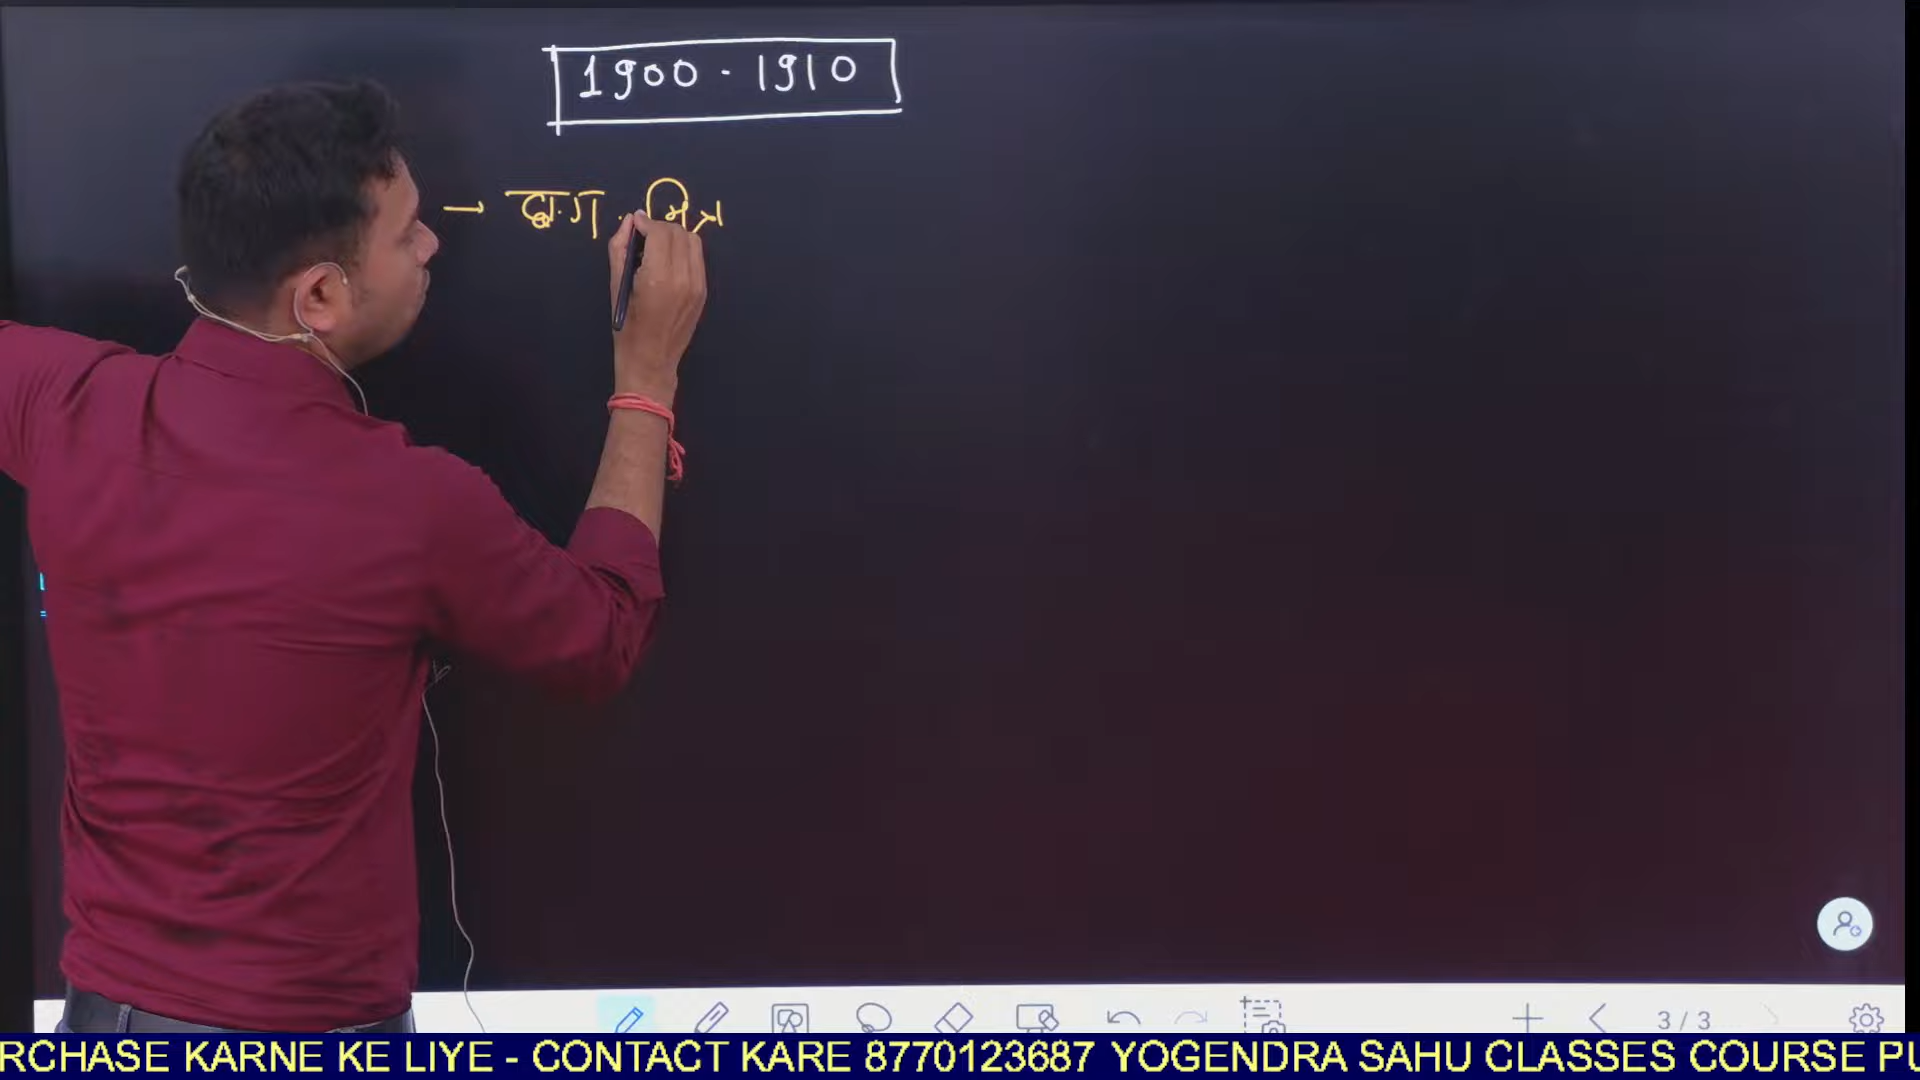 1900 - 1910
→ छ.ग. मित्र
3 / 3
RCHASE KARNE KE LIYE - CONTACT KARE 8770123687 YOGENDRA SAHU CLASSES COURSE PU